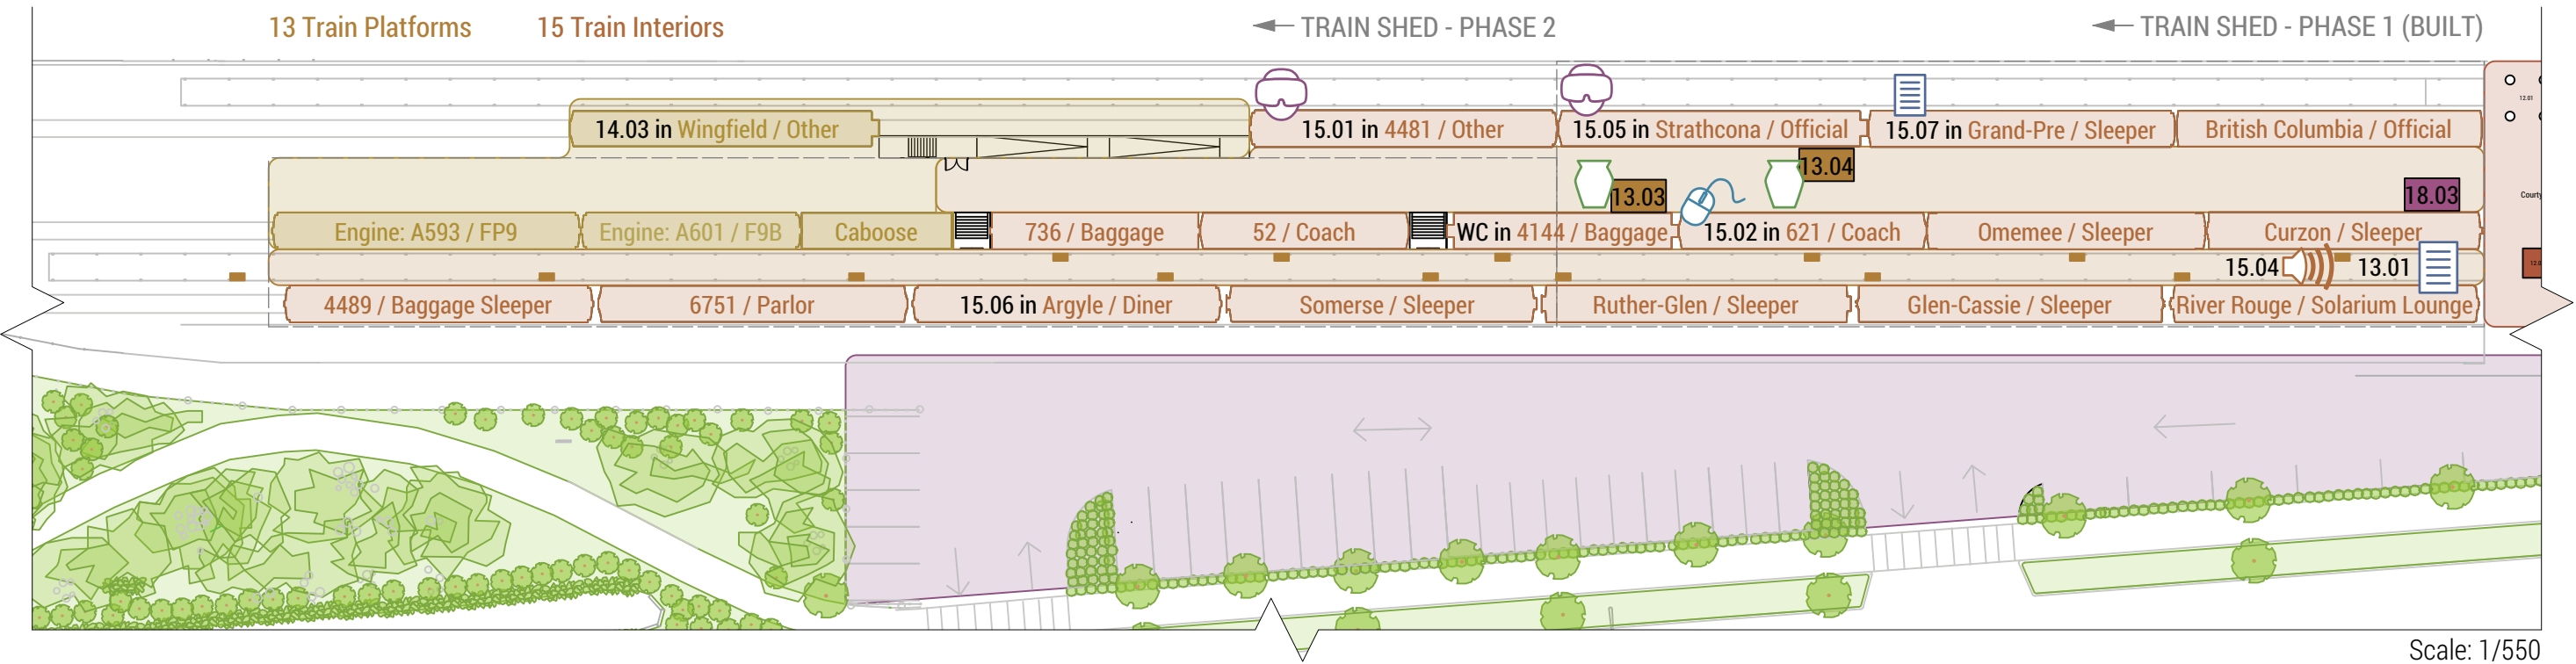 13 Train Platforms 15 Train Interiors TRAIN SHED - PHASE 2 TRAIN SHED - PHASE 1 (BUILT)
12.01
14.03 in Wingfield / Other 15.01 in 4481 / Other 15.05 in Strathcona / Official 15.07 in Grand-Pre / Sleeper British Columbia / Official
13.04
13.03 18.03 Courty
Engine: A593 / FP9 Engine: A601 / F9B Caboose 736 / Baggage 52 / Coach WC in 4144 / Baggage 15.02 in 621 / Coach Omemee / Sleeper Curzon / Sleeper
15.04 13.01 12.0
4489 / Baggage Sleeper 6751 / Parlor 15.06 in Argyle / Diner Somerse / Sleeper Ruther-Glen / Sleeper Glen-Cassie / Sleeper River Rouge / Solarium Lounge
Scale: 1/550